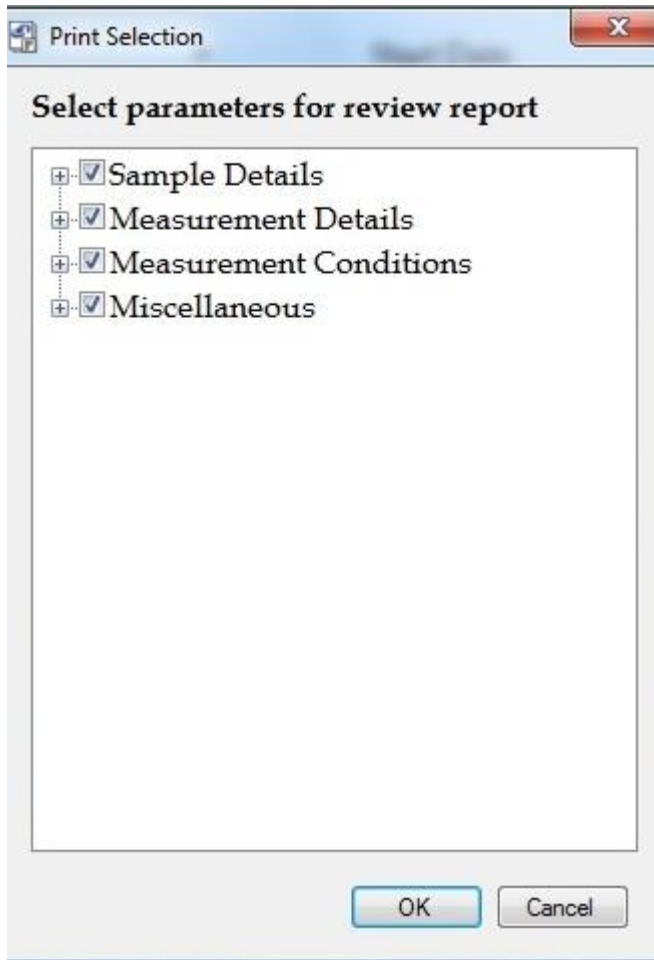 Print Selection
Select parameters for review report
Sample Details
Measurement Details
Measurement Conditions
Miscellaneous
OK
Cancel